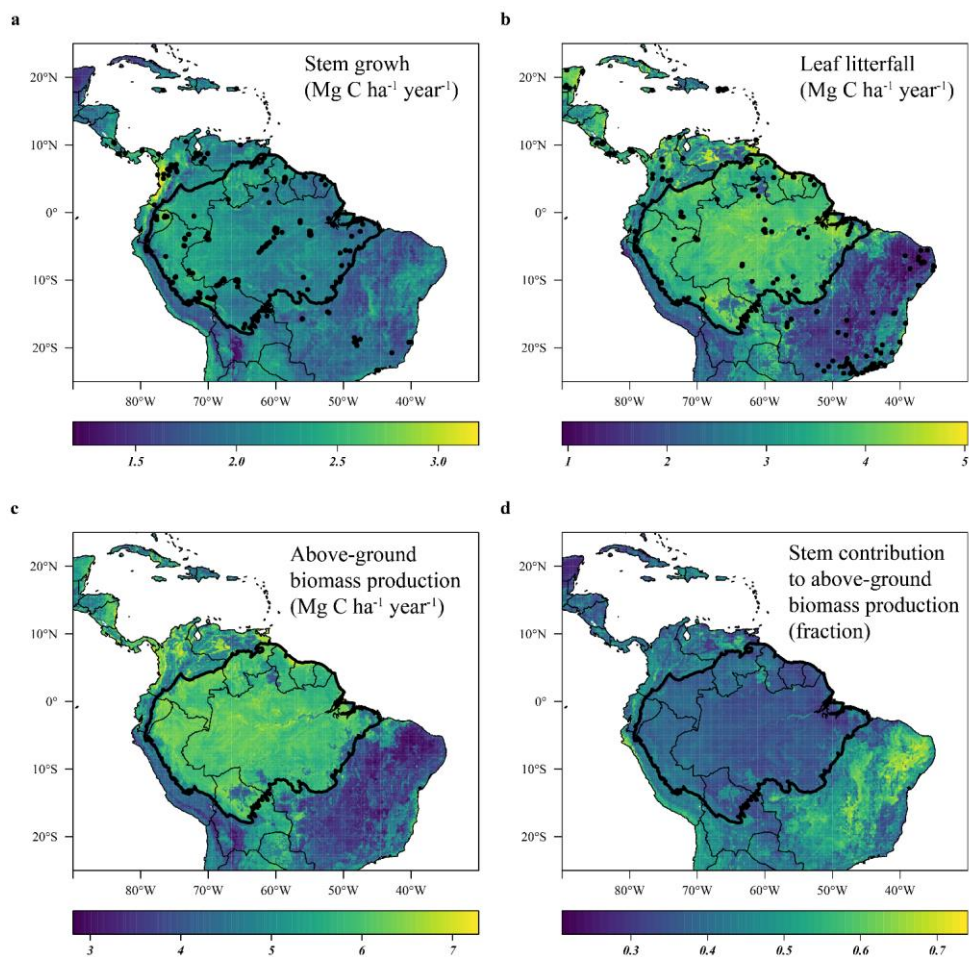 a
Stem growh
(Mg C ha⁻¹ year⁻¹)
20°N
10°N
0°
10°S
20°S
80°W 70°W 60°W 50°W 40°W
1.5 2.0 2.5 3.0
b
Leaf litterfall
(Mg C ha⁻¹ year⁻¹)
20°N
10°N
0°
10°S
20°S
80°W 70°W 60°W 50°W 40°W
1 2 3 4 5
c
Above-ground
biomass production
(Mg C ha⁻¹ year⁻¹)
20°N
10°N
0°
10°S
20°S
80°W 70°W 60°W 50°W 40°W
3 4 5 6 7
d
Stem contribution
to above-ground
biomass production
(fraction)
20°N
10°N
0°
10°S
20°S
80°W 70°W 60°W 50°W 40°W
0.3 0.4 0.5 0.6 0.7